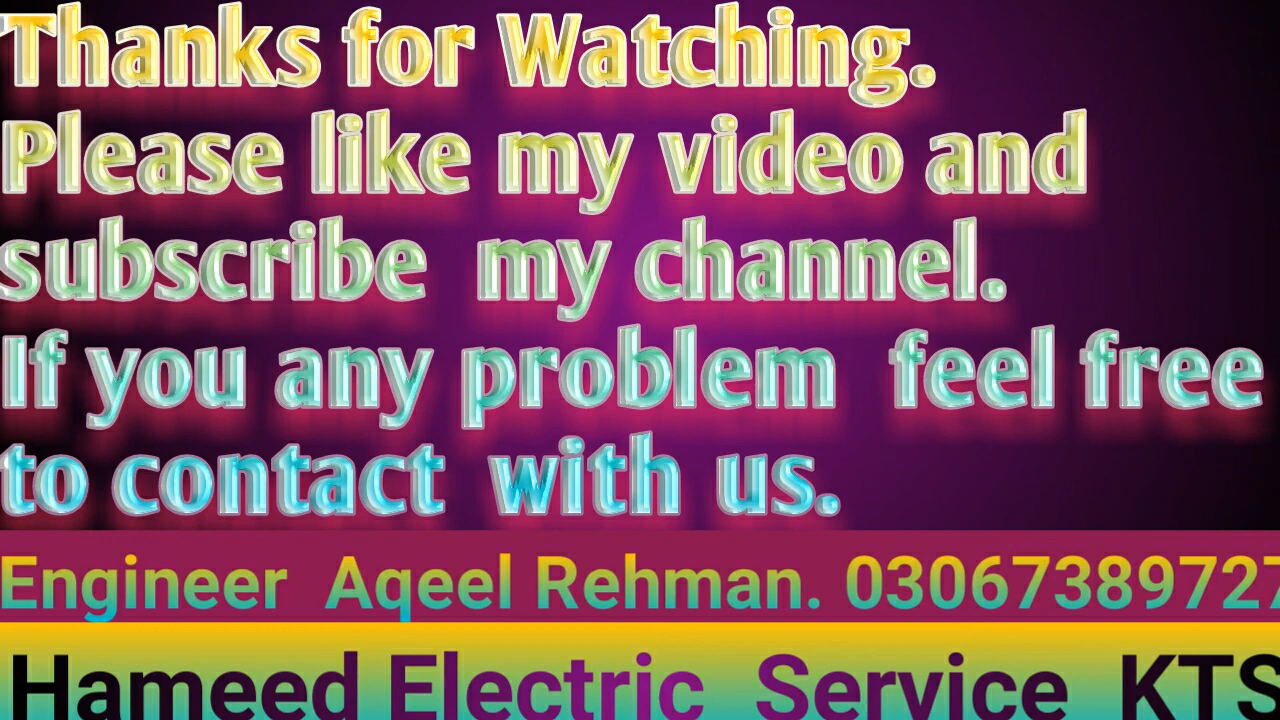 Thanks for Watching.
Please like my video and
subscribe my channel.
If you any problem feel free
to contact with us.
Engineer Aqeel Rehman. 03067389727
Hameed Electric Service KTS